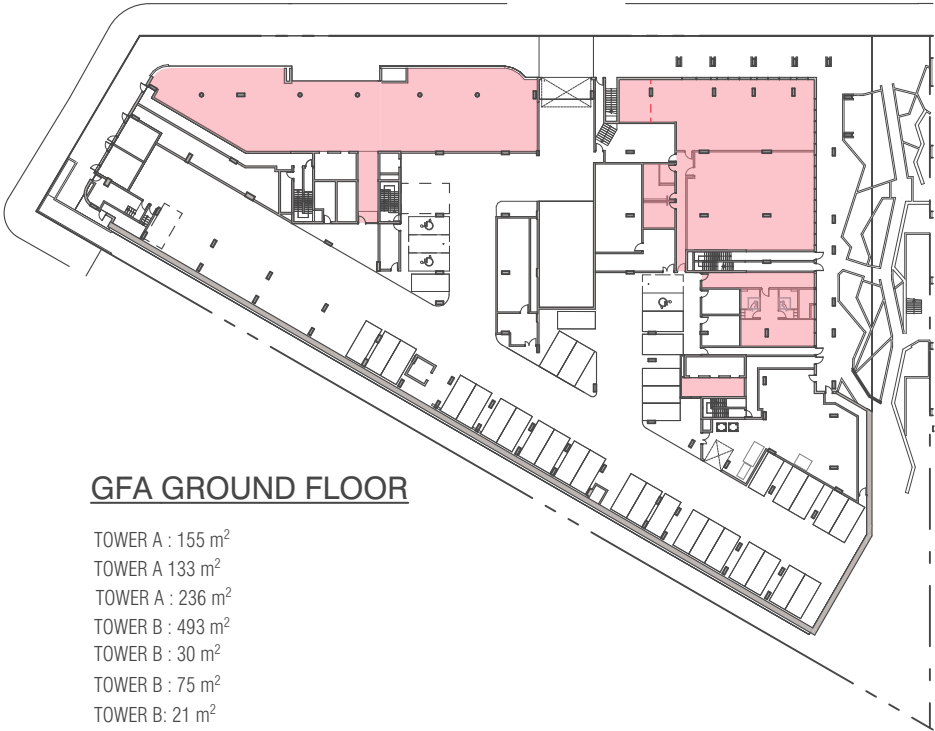 GFA GROUND FLOOR
TOWER A : 155 m²
TOWER A 133 m²
TOWER A : 236 m²
TOWER B : 493 m²
TOWER B : 30 m²
TOWER B : 75 m²
TOWER B: 21 m²